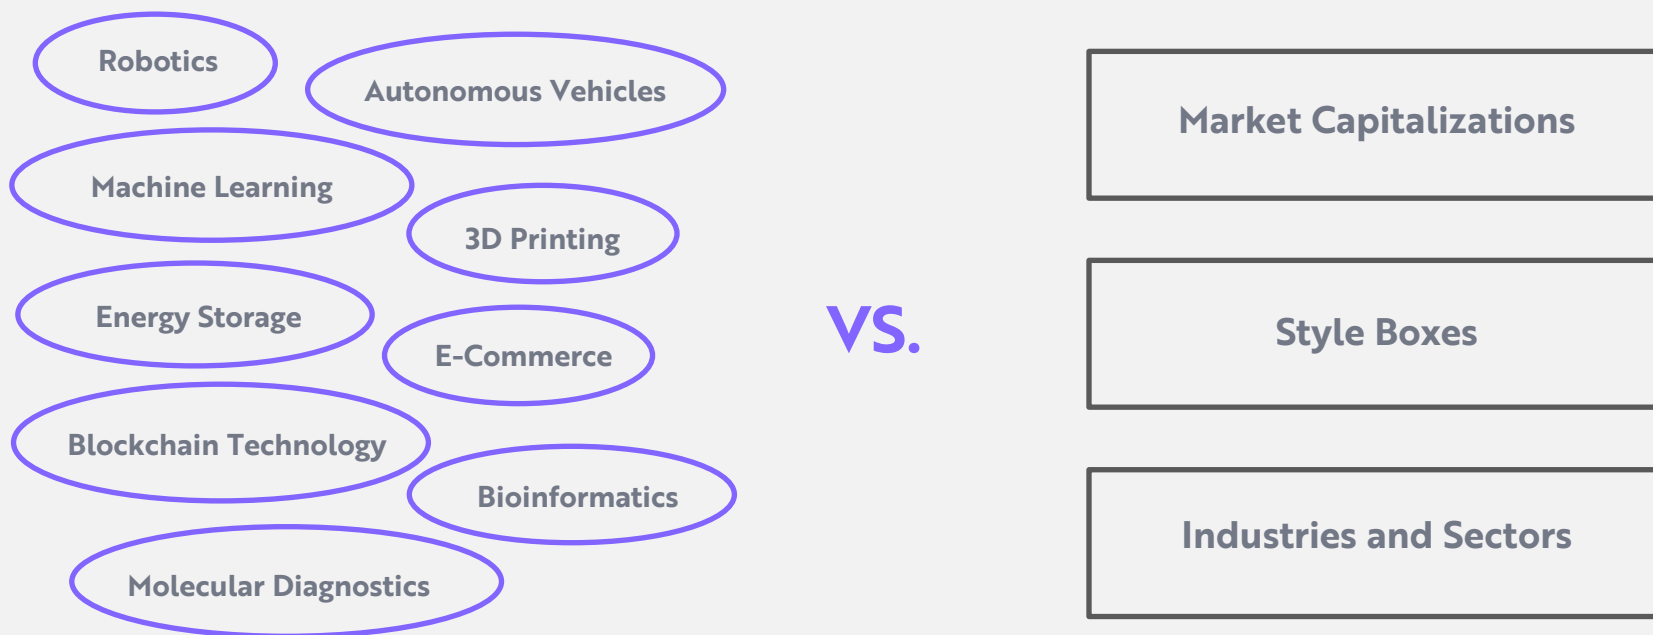 Robotics
Autonomous Vehicles
Machine Learning
3D Printing
Energy Storage
E-Commerce
Blockchain Technology
Bioinformatics
Molecular Diagnostics
VS.
Market Capitalizations
Style Boxes
Industries and Sectors